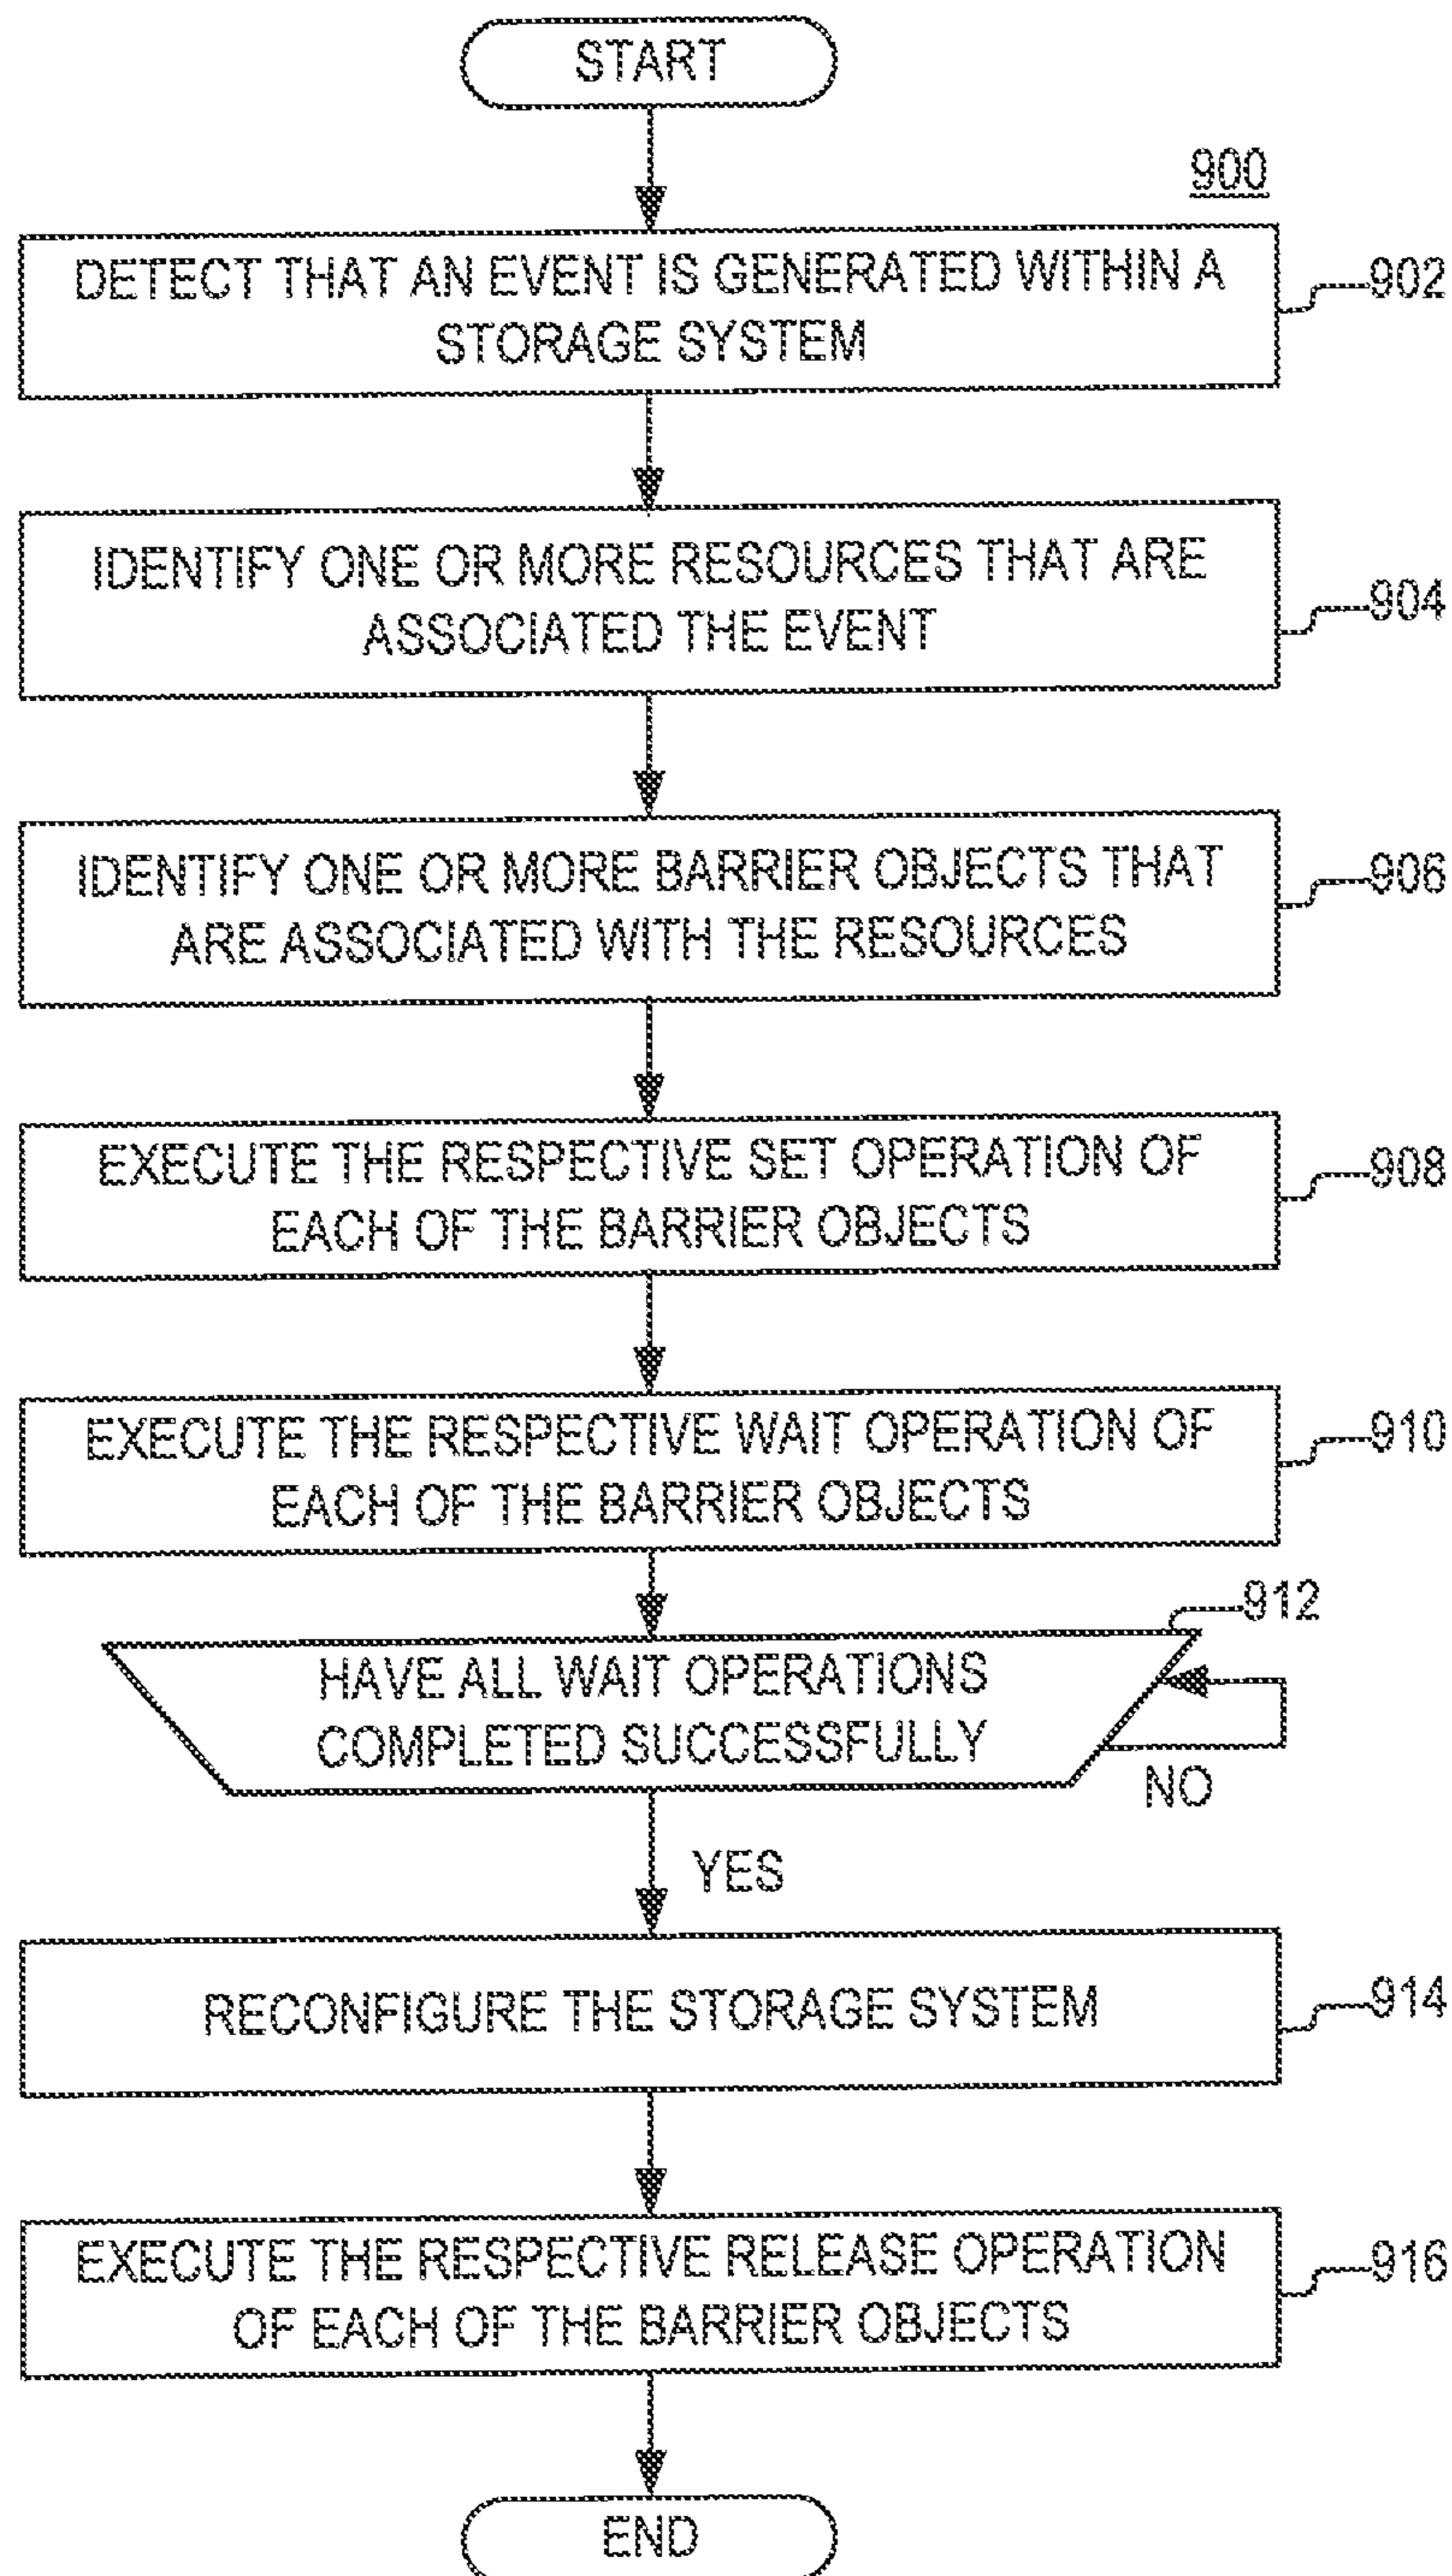 START
900
DETECT THAT AN EVENT IS GENERATED WITHIN A
STORAGE SYSTEM
902
IDENTIFY ONE OR MORE RESOURCES THAT ARE
ASSOCIATED THE EVENT
904
IDENTIFY ONE OR MORE BARRIER OBJECTS THAT
ARE ASSOCIATED WITH THE RESOURCES
906
EXECUTE THE RESPECTIVE SET OPERATION OF
EACH OF THE BARRIER OBJECTS
908
EXECUTE THE RESPECTIVE WAIT OPERATION OF
EACH OF THE BARRIER OBJECTS
910
912
HAVE ALL WAIT OPERATIONS
COMPLETED SUCCESSFULLY
NO
YES
RECONFIGURE THE STORAGE SYSTEM
914
EXECUTE THE RESPECTIVE RELEASE OPERATION
OF EACH OF THE BARRIER OBJECTS
916
END